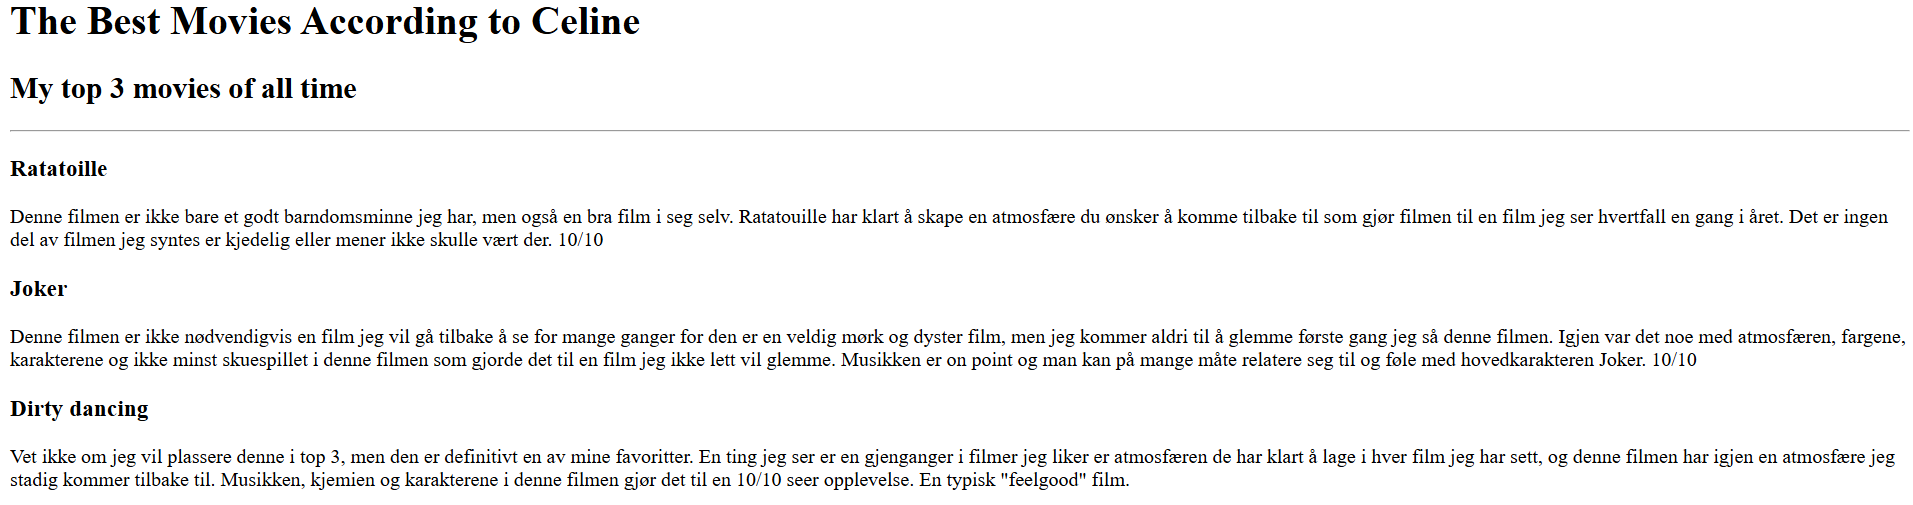 The Best Movies According to Celine
My top 3 movies of all time
Ratatoille
Denne filmen er ikke bare et godt barndomsminne jeg har, men også en bra film i seg selv. Ratatouille har klart å skape en atmosfære du ønsker å komme tilbake til som gjør filmen til en film jeg ser hvertfall en gang i året. Det er ingen
del av filmen jeg syntes er kjedelig eller mener ikke skulle vært der. 10/10
Joker
Denne filmen er ikke nødvendigvis en film jeg vil gå tilbake å se for mange ganger for den er en veldig mørk og dyster film, men jeg kommer aldri til å glemme første gang jeg så denne filmen. Igjen var det noe med atmosfæren, fargene,
karakterene og ikke minst skuespillet i denne filmen som gjorde det til en film jeg ikke lett vil glemme. Musikken er on point og man kan på mange måte relatere seg til og føle med hovedkarakteren Joker. 10/10
Dirty dancing
Vet ikke om jeg vil plassere denne i top 3, men den er definitivt en av mine favoritter. En ting jeg ser er en gjenganger i filmer jeg liker er atmosfæren de har klart å lage i hver film jeg har sett, og denne filmen har igjen en atmosfære jeg
stadig kommer tilbake til. Musikken, kjemien og karakterene i denne filmen gjør det til en 10/10 seer opplevelse. En typisk "feelgood" film.